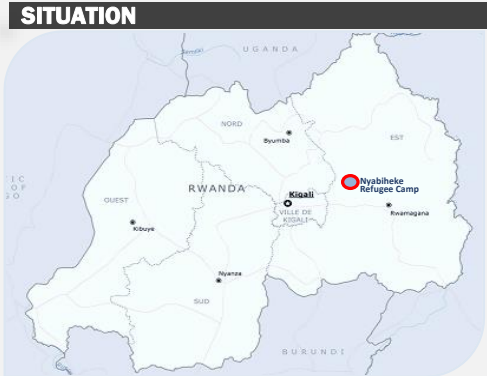 SITUATION
UGANDA
NORD
Byumba
EST
Nyabiheke
Refugee Camp
RWANDA
Kigali
OUEST
VILLE DE
KIGALI
Rwamagana
Kibuye
Nyanza
SUD
BURUNDI